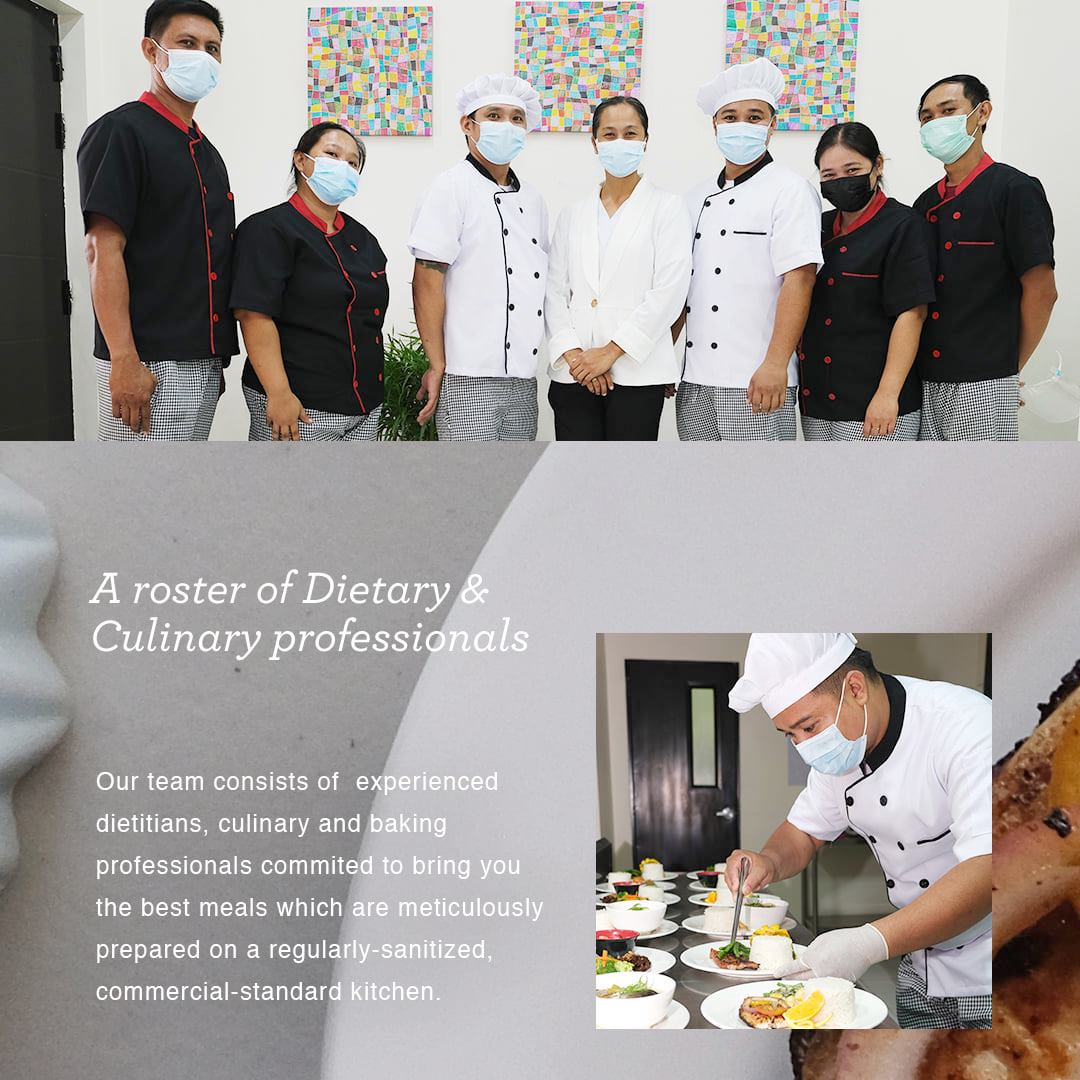 A roster of Dietary &
Culinary professionals
Our team consists of  experienced
dietitians, culinary and baking
professionals commited to bring you
the best meals which are meticulously
prepared on a regularly-sanitized,
commercial-standard kitchen.